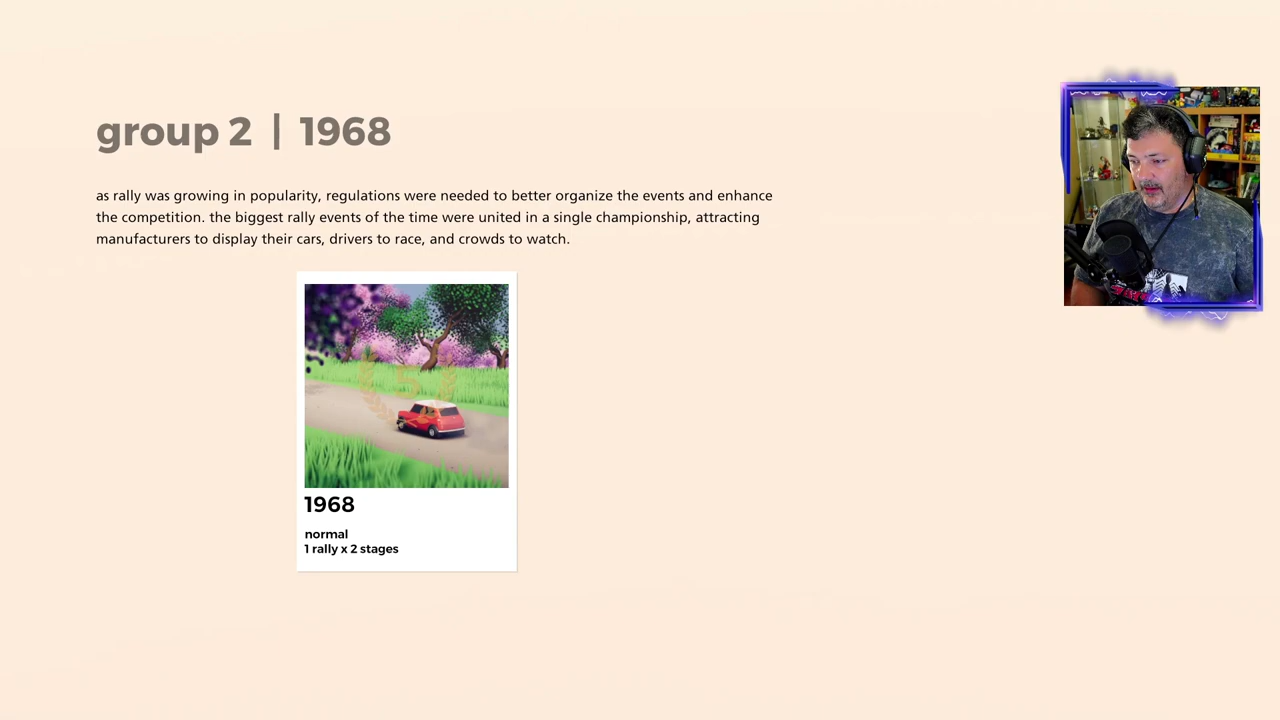 group 2 | 1968
as rally was growing in popularity, regulations were needed to better organize the events and enhance
the competition. the biggest rally events of the time were united in a single championship, attracting
manufacturers to display their cars, drivers to race, and crowds to watch.
5
1968
normal
1 rally x 2 stages